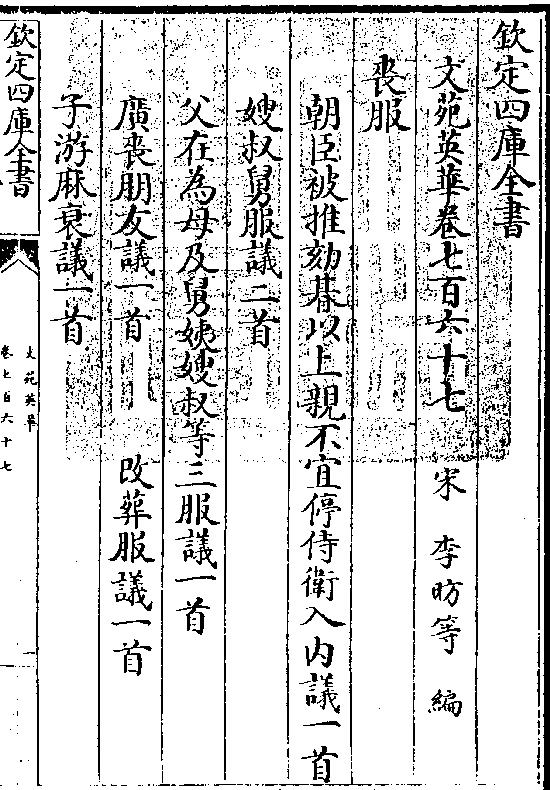 欽定四庫全書
文苑英華卷七百六十七 宋 李昉等 編
喪服
朝臣被推劾朞以上親不宜停侍衛入内議一首
嫂叔舅服議二首
父在為母及舅姨嫂叔等三服議一首
廣喪朋友議一首 改葬服議一首
子游麻衰議一首
欽定四庫全書
文苑英華
卷七百六十七
一